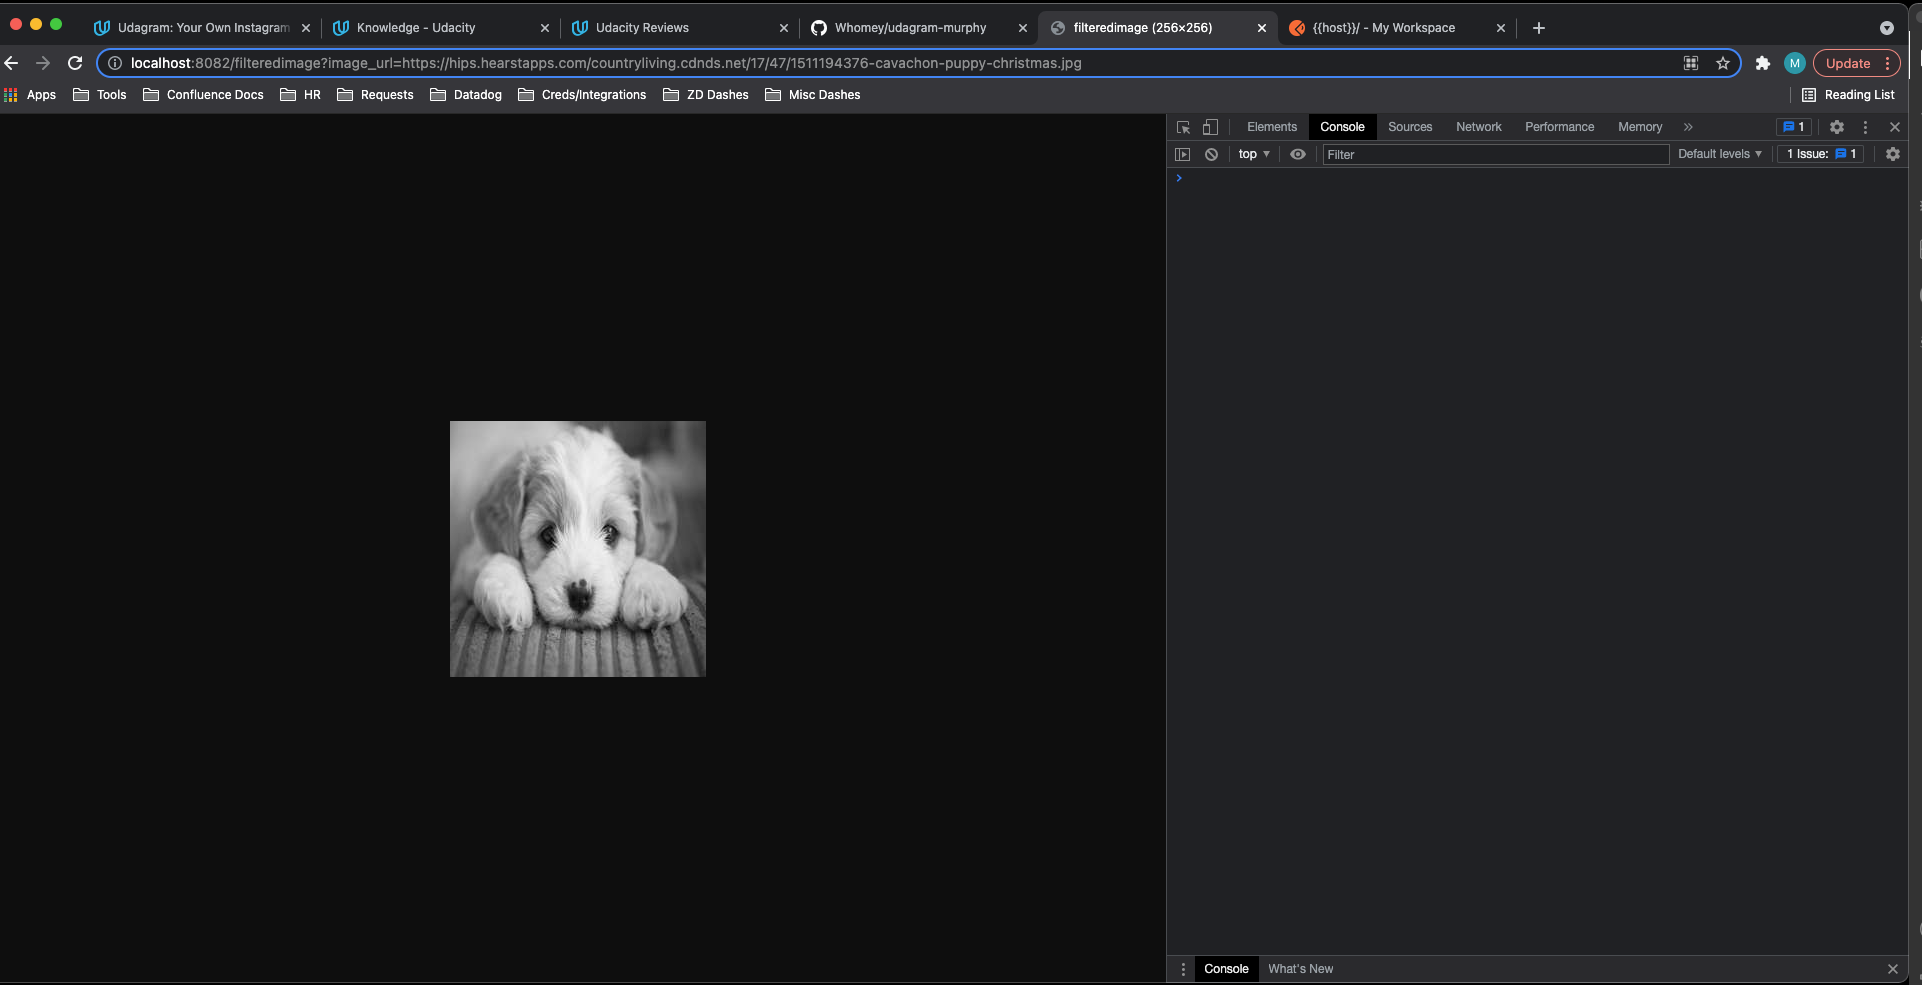 Udagram: Your Own Instagram
Knowledge - Udacity
Udacity Reviews
Whomey/udagram-murphy
filteredimage (256×256)
{{host}}/ - My Workspace
localhost:8082/filteredimage?image_url=https://hips.hearstapps.com/countryliving.cdnds.net/17/47/1511194376-cavachon-puppy-christmas.jpg
M
Update
Apps
Tools
Confluence Docs
HR
Requests
Datadog
Creds/Integrations
ZD Dashes
Misc Dashes
Reading List
Elements
Console
Sources
Network
Performance
Memory
1
top
Filter
Default levels
1 Issue: 1
Console
What's New